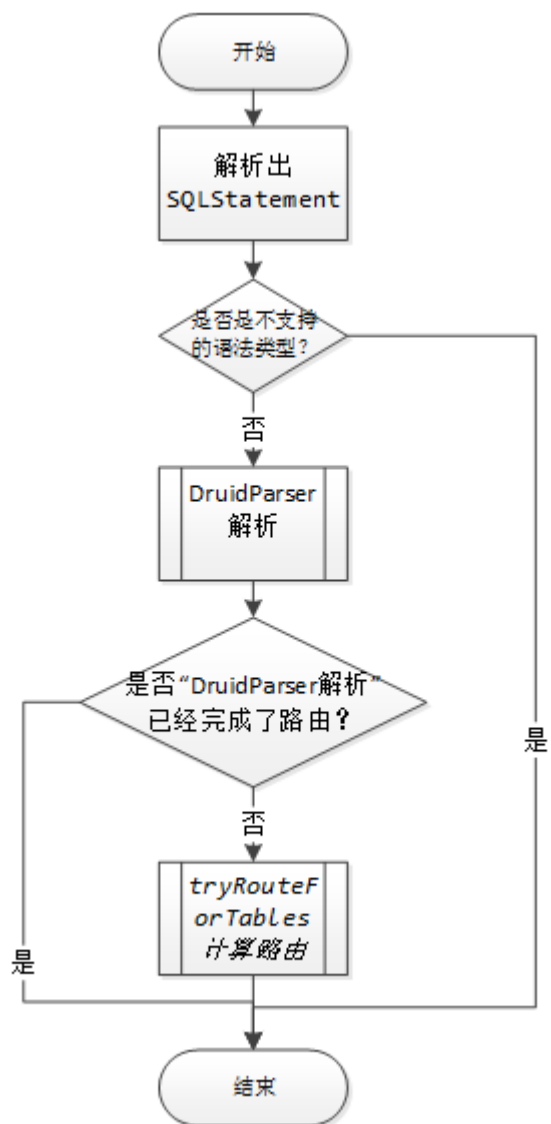 开始
解析出
SQLStatement
是否是不支持
的语法类型?
否
DruidParser
解析
是否“DruidParser解析”
已经完成了路由?
是
否
tryRouteF
orTables
计算路由
是
结束